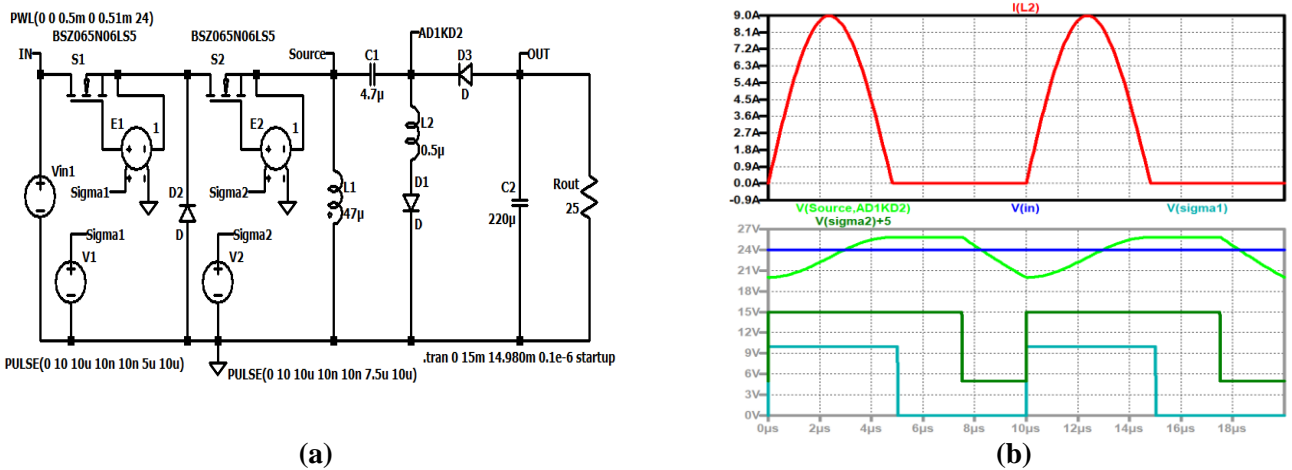 PWL(0 0 0.5m 0 0.51m 24)
BSZ065N06LS5
BSZ065N06LS5
IN
S1
S2
Source
C1
4.7µ
AD1KD2
D3
D
OUT
E1
1
E2
1
L2
0.5µ
Vin1
Sigma1
D2
D
Sigma2
L1
47µ
D1
D
C2
220µ
Rout
25
Sigma1
V1
Sigma2
V2
PULSE(0 10 10u 10n 10n 5u 10u)
PULSE(0 10 10u 10n 10n 7.5u 10u)
.tran 0 15m 14.980m 0.1e-6 startup
(a)
I(L2)
9.0A
8.1A
7.2A
6.3A
5.4A
4.5A
3.6A
2.7A
1.8A
0.9A
0.0A
-0.9A
V(Source,AD1KD2)
V(in)
V(sigma1)
V(sigma2)+5
27V
24V
21V
18V
15V
12V
9V
6V
3V
0V
0µs
2µs
4µs
6µs
8µs
10µs
12µs
14µs
16µs
18µs
(b)